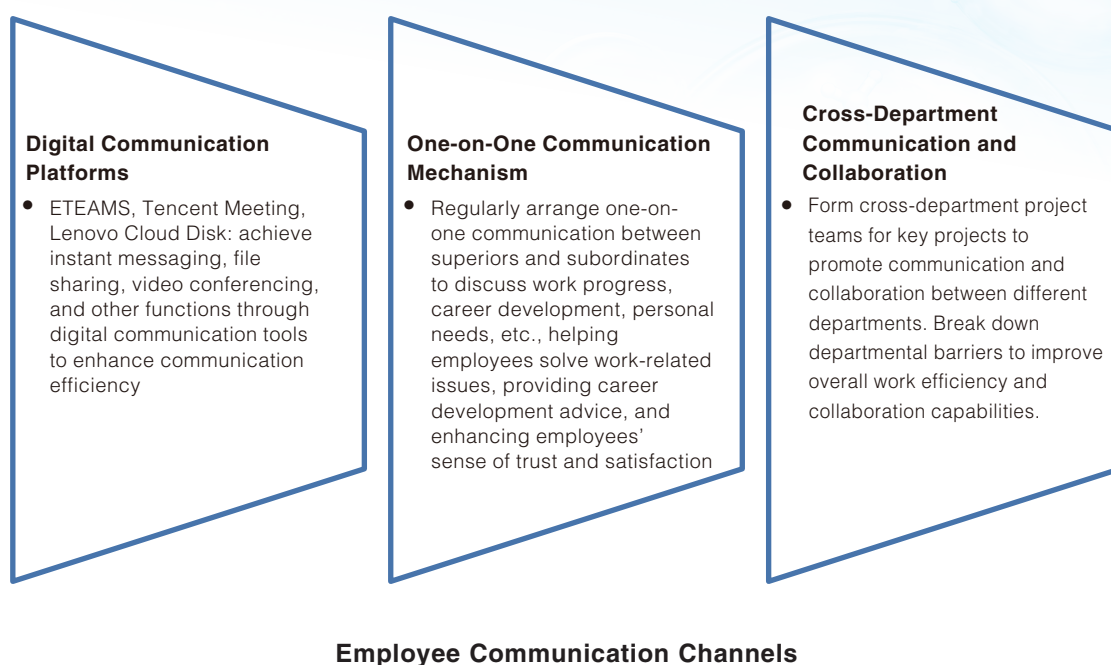 Digital Communication
Platforms
• ETEAMS, Tencent Meeting,
Lenovo Cloud Disk: achieve
instant messaging, file
sharing, video conferencing,
and other functions through
digital communication tools
to enhance communication
efficiency
One-on-One Communication
Mechanism
• Regularly arrange one-on-
one communication between
superiors and subordinates
to discuss work progress,
career development, personal
needs, etc., helping
employees solve work-related
issues, providing career
development advice, and
enhancing employees’
sense of trust and satisfaction
Cross-Department
Communication and
Collaboration
• Form cross-department project
teams for key projects to
promote communication and
collaboration between different
departments. Break down
departmental barriers to improve
overall work efficiency and
collaboration capabilities.
Employee Communication Channels